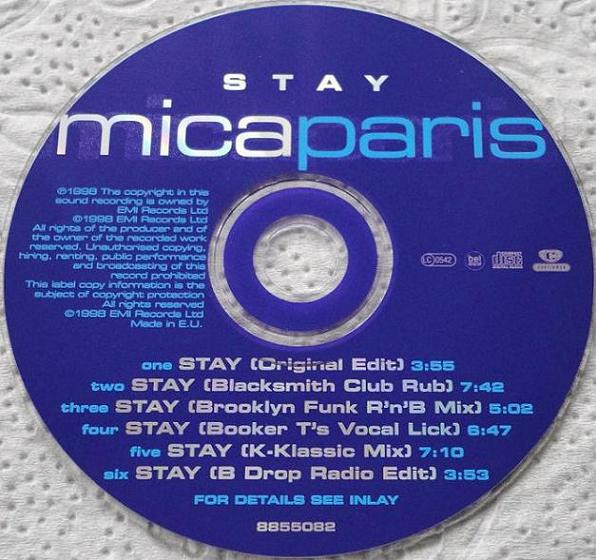 STAY
micaparis
℗1998 The copyright in this
sound recording is owned by
EMI Records Ltd
©1998 EMI Records Ltd
All rights of the producer and of
the owner of the recorded work
reserved. Unauthorised copying,
hiring, renting, public performance
and broadcasting of this
record prohibited
This label copy information is the
subject of copyright protection
All rights reserved
©1998 EMI Records Ltd
Made in E.U.
LC0542 bel disc COOLTEMPO
one STAY (Original Edit) 3:55
two STAY (Blacksmith Club Rub) 7:42
three STAY (Brooklyn Funk R'n'B Mix) 5:02
four STAY (Booker T's Vocal Lick) 6:47
five STAY (K-Klassic Mix) 7:10
six STAY (B Drop Radio Edit) 3:53
FOR DETAILS SEE INLAY
8855082